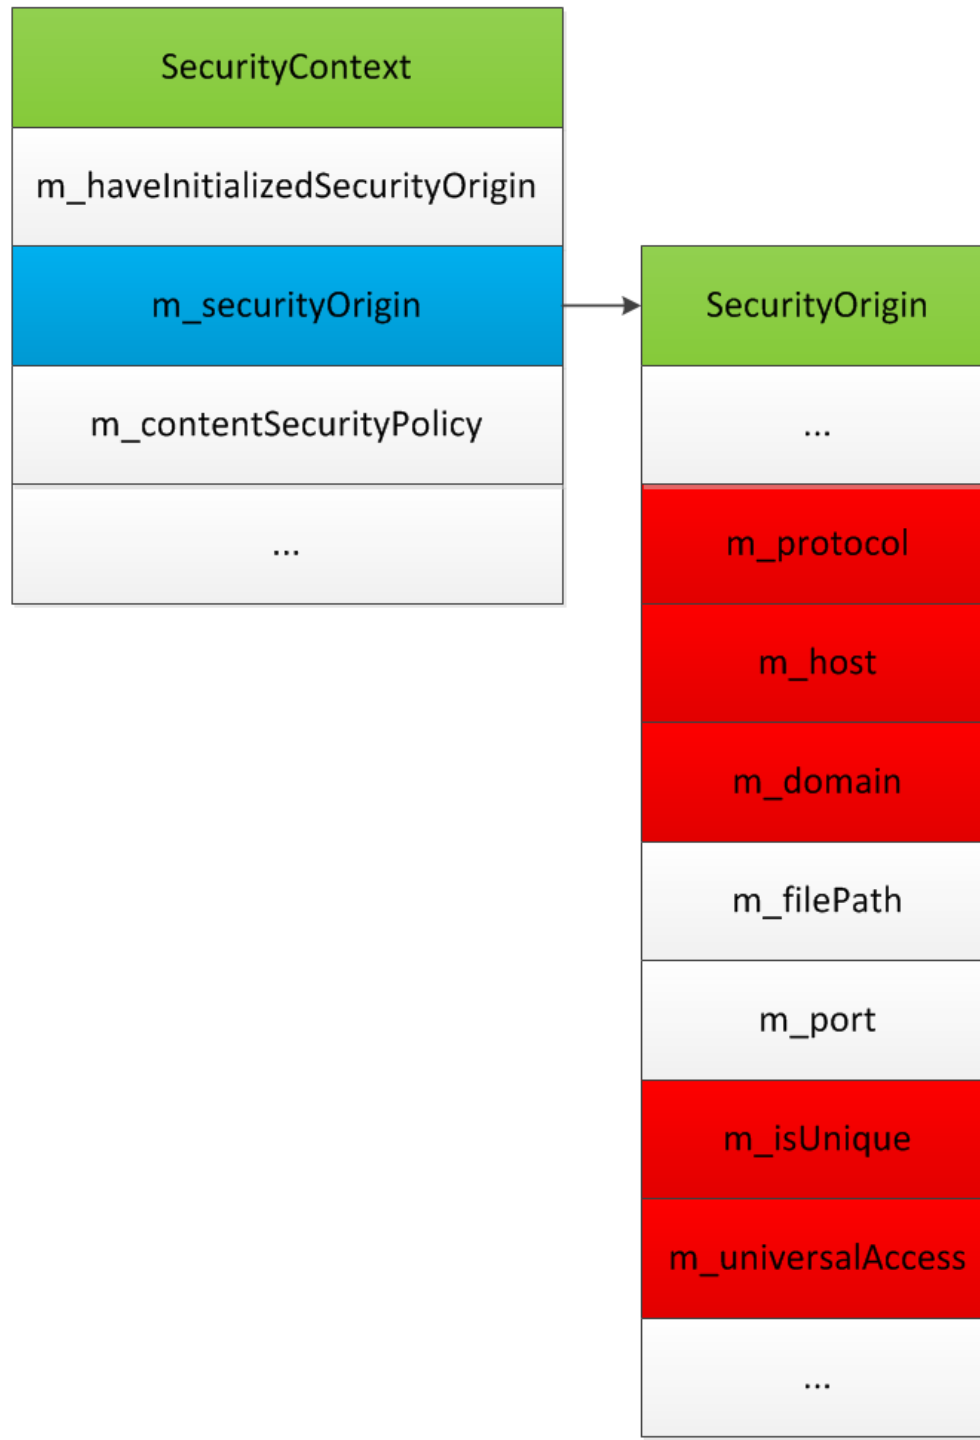 SecurityContext
m_haveInitializedSecurityOrigin
m_securityOrigin
m_contentSecurityPolicy
...
SecurityOrigin
...
m_protocol
m_host
m_domain
m_filePath
m_port
m_isUnique
m_universalAccess
...